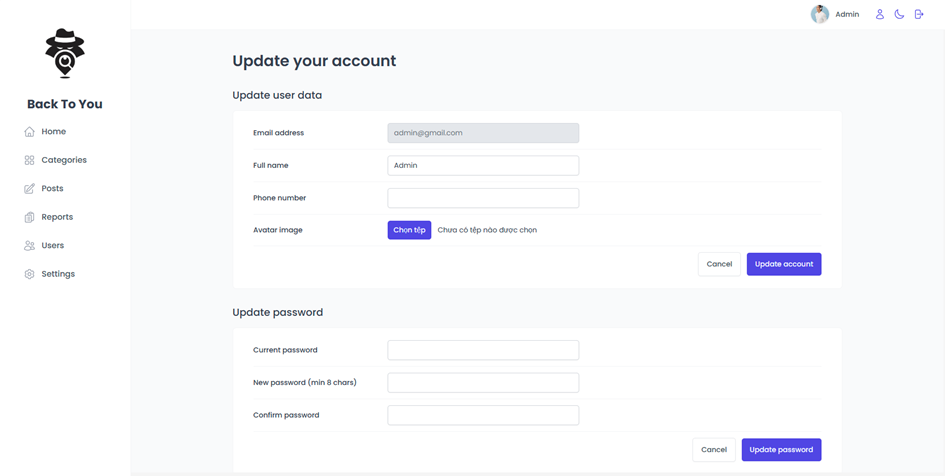 Admin
Back To You
Home
Categories
Posts
Reports
Users
Settings
Update your account
Update user data
Email address
admin@gmail.com
Full name
Admin
Phone number
Avatar image
Chọn tệp Chưa có tệp nào được chọn
Cancel
Update account
Update password
Current password
New password (min 8 chars)
Confirm password
Cancel
Update password